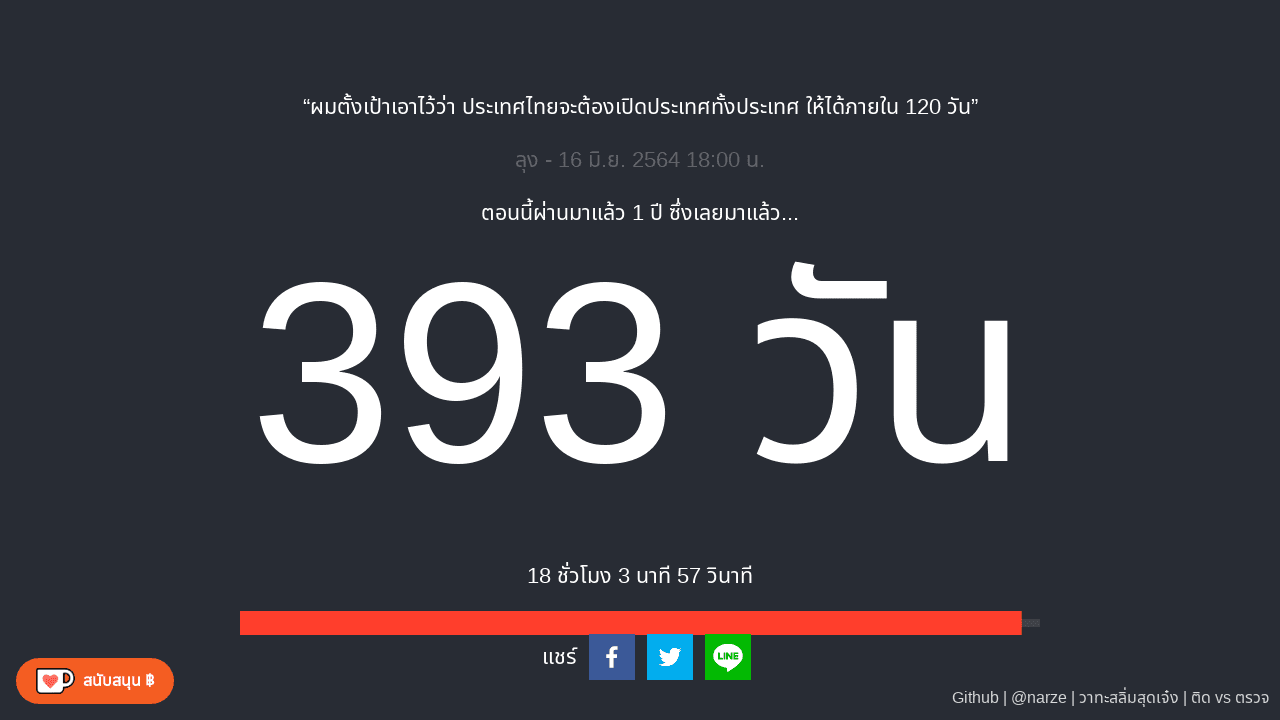 “ผมตั้งเป้าเอาไว้ว่า ประเทศไทยจะต้องเปิดประเทศทั้งประเทศ ให้ได้ภายใน 120 วัน”
ลุง - 16 มิ.ย. 2564 18:00 น.
ตอนนี้ผ่านมาแล้ว 1 ปี ซึ่งเลยมาแล้ว...
393 วัน
18 ชั่วโมง 3 นาที 57 วินาที
แชร์
LINE
สนับสนุน ฿
Github | @narze | วาทะสลิ่มสุดเจ๋ง | ติด vs ตรวจ